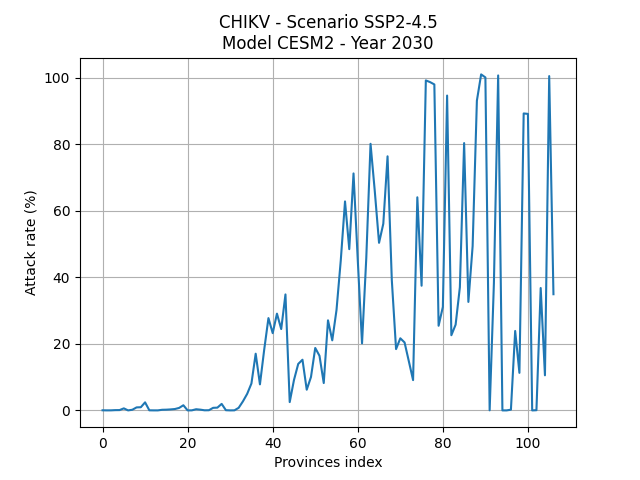 CHIKV - Scenario SSP2-4.5
Model CESM2 - Year 2030
100
80
60
40
20
0
Attack rate (%)
0 20 40 60 80 100
Provinces index